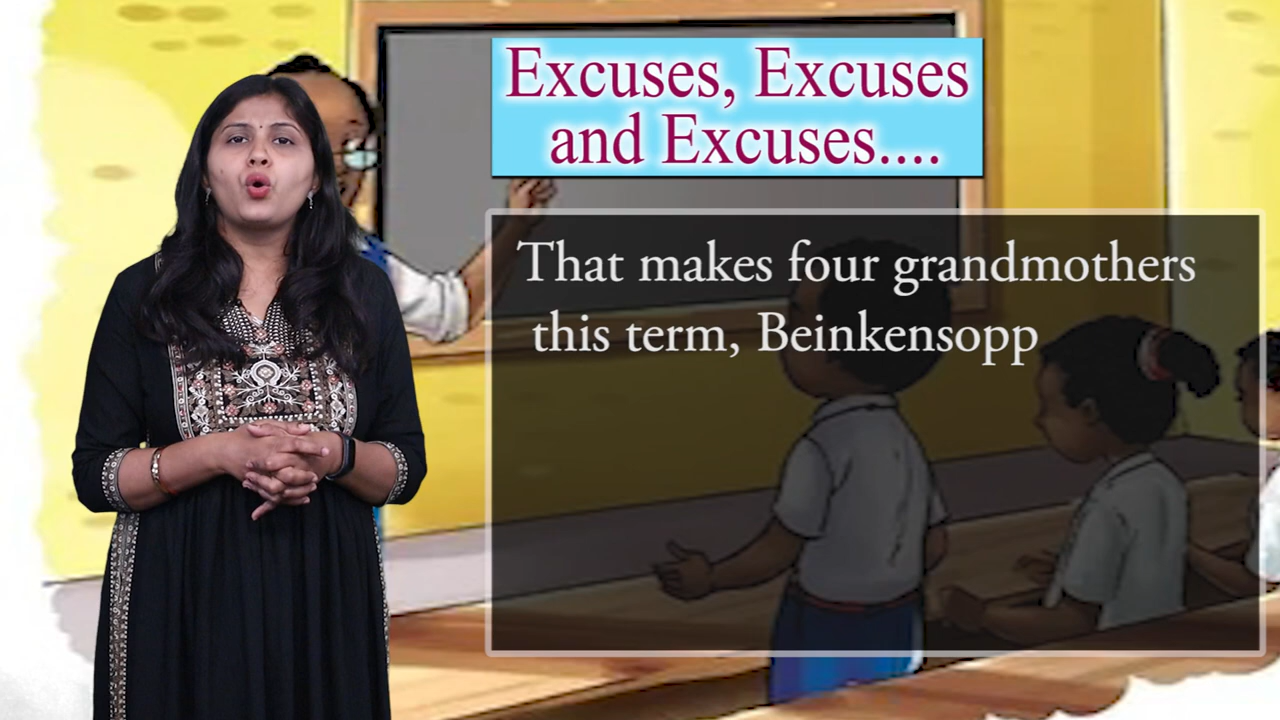 Excuses, Excuses
and Excuses....
That makes four grandmothers
this term, Beinkensopp